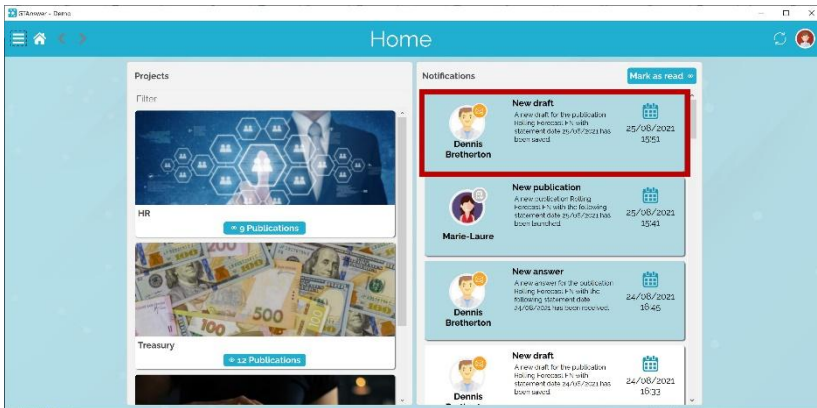 GTAnswer - Demo
Home
Projects
Filter
HR
9 Publications
Treasury
12 Publications
Notifications
Mark as read
New draft
A new draft for the publication
Rolling Forecast FN with
statement date 25/08/2021 has
been saved.
Dennis
Bretherton
25/08/2021
15:51
New publication
A new publication Rolling
Forecast FN with the following
statement date 25/08/2021 has
been launched.
Marie-Laure
25/08/2021
15:41
New answer
A new answer for the publication
Rolling Forecast FN with the
following statement date
24/08/2021 has been received.
Dennis
Bretherton
24/08/2021
16:45
New draft
A new draft for the publication
Rolling Forecast FN with
statement date 24/08/2021 has
been saved.
Dennis
24/08/2021
16:33